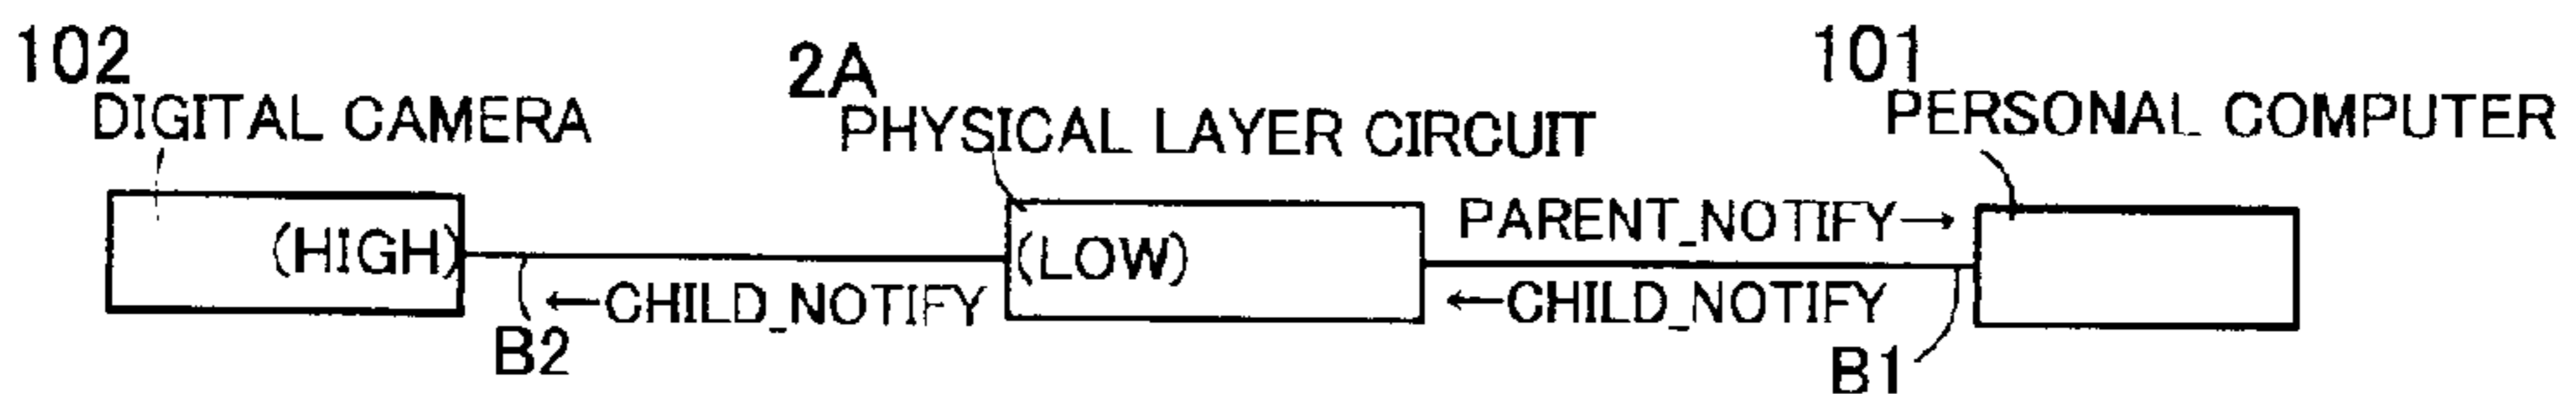 102
DIGITAL CAMERA
2A
PHYSICAL LAYER CIRCUIT
101
PERSONAL COMPUTER
(HIGH)
(LOW)
PARENT_NOTIFY→
←CHILD_NOTIFY
←CHILD_NOTIFY
B2
B1